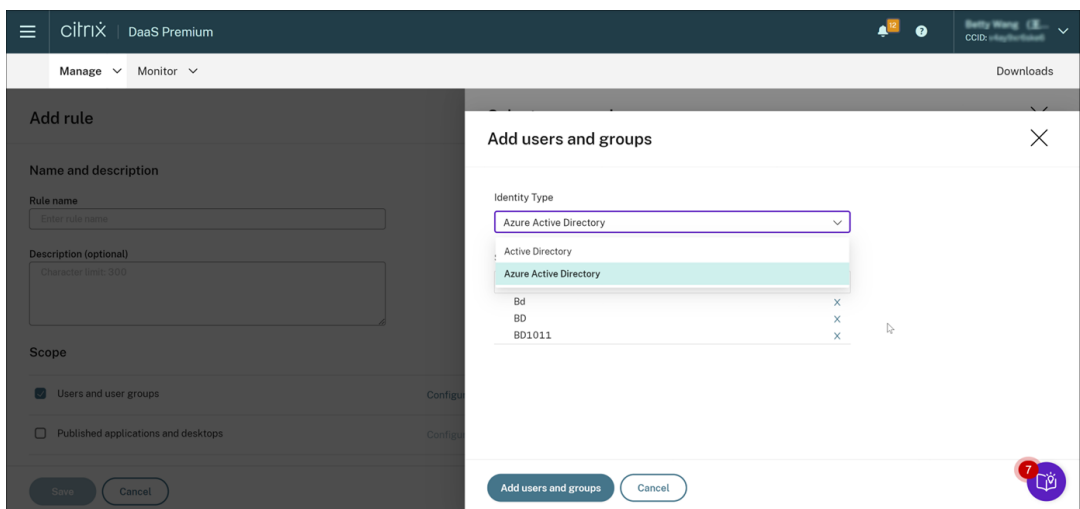 citrix DaaS Premium
12
?
CCID:
Manage Monitor Downloads
Add rule
Name and description
Rule name
Enter rule name
Description (optional)
Character limit: 300
Scope
Users and user groups
Published applications and desktops
Save Cancel
Add users and groups
Identity Type
Azure Active Directory
Active Directory
Azure Active Directory
Bd
BD
BD1011
Add users and groups Cancel
7